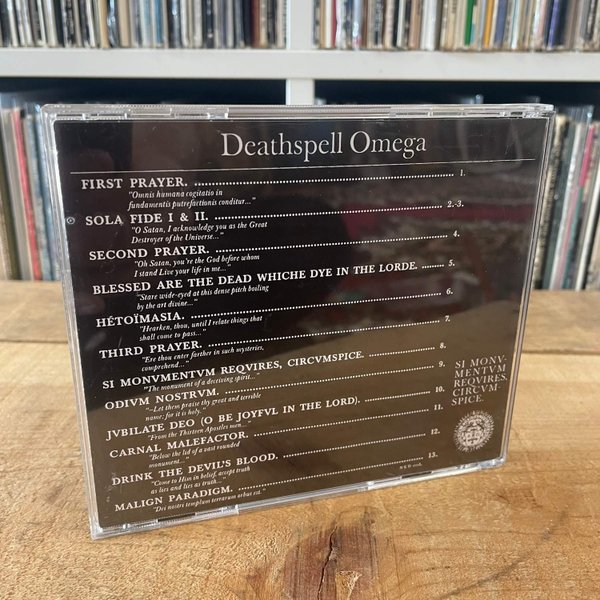 Deathspell Omega
FIRST PRAYER. 1.
"Omnis humana cogitatio in
fundamentis putrefactionis conditur..."
SOLA FIDE I & II. 2.-3.
"O Satan, I acknowledge you as the Great
Destroyer of the Universe..."
SECOND PRAYER. 4.
"Oh Satan, you're the God before whom
I stand Live your life in me..."
BLESSED ARE THE DEAD WHICHE DYE IN THE LORDE. 5.
"Stare wide-eyed at this dense pitch boiling
by the art divine..."
HÉTOÏMASIA. 6.
"Hearken, thou, until I relate things that
shall come to pass..."
THIRD PRAYER. 7.
"Ere thou enter farther in such mysteries,
comprehend..."
SI MONVMENTVM REQVIRES, CIRCVMSPICE. 8.
"The monument of a deceiving spirit..."
ODIVM NOSTRVM. 9.
"—Let them praise thy great and terrible
name: for it is holy."
JVBILATE DEO (O BE JOYFVL IN THE LORD). 10.
"From the Thirteen Apostles men...
CARNAL MALEFACTOR. 11.
"Below the lid of a vast rounded
monument..."
DRINK THE DEVIL'S BLOOD. 12.
"Come to Him in belief, accept truth
as lies and lies as truth..."
MALIGN PARADIGM. 13.
"Dei nostri templum terrarum orbus est."
SI MONV-
MENTVM
REQVIRES,
CIRCVM-
SPICE.